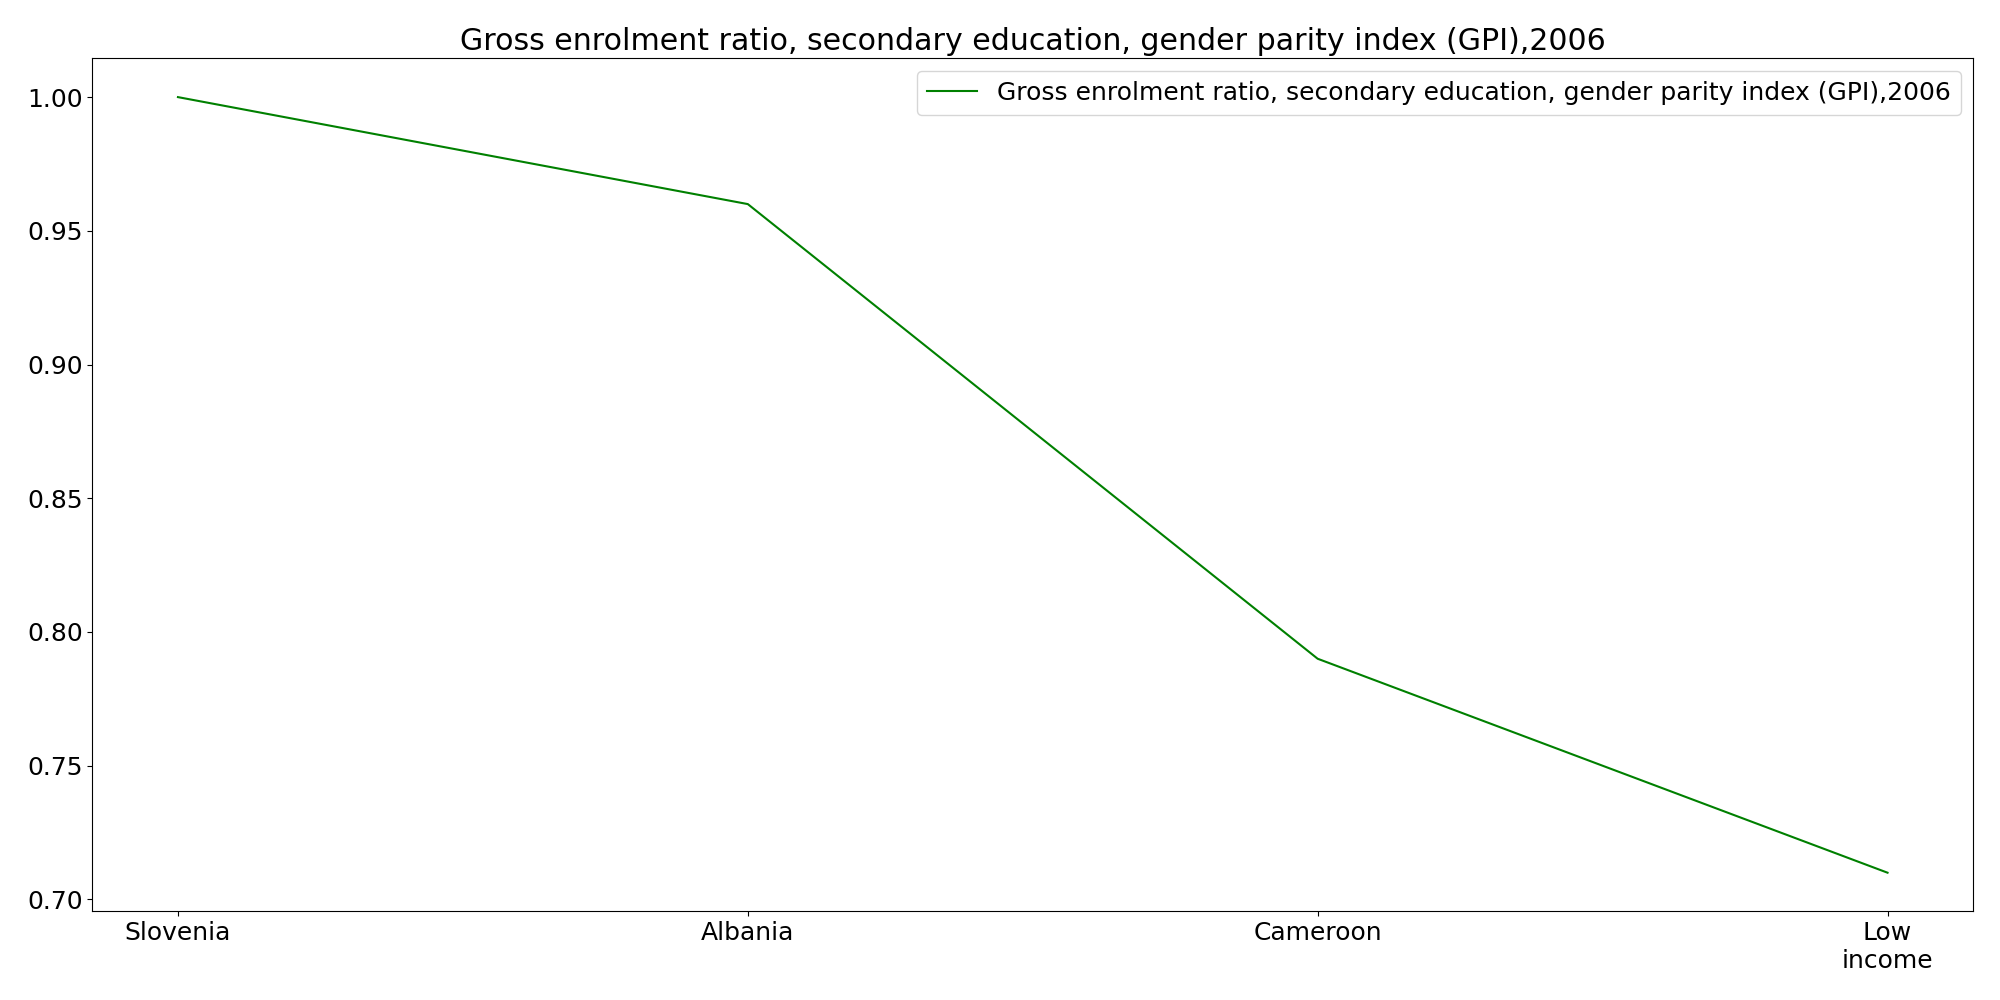 Gross enrolment ratio, secondary education, gender parity index (GPI),2006
Gross enrolment ratio, secondary education, gender parity index (GPI),2006
1.00
0.95
0.90
0.85
0.80
0.75
0.70
Slovenia
Albania
Cameroon
Low
income